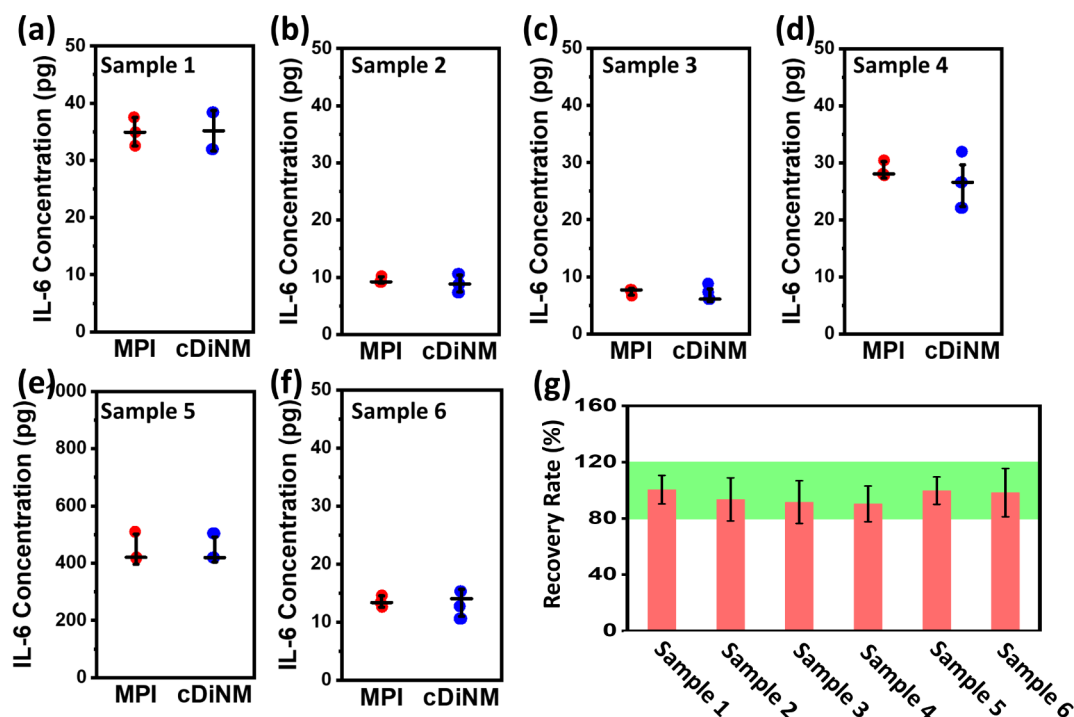 (a)
IL-6 Concentration (pg)
50
40
30
20
10
0
Sample 1
MPI cDiNM
(b)
IL-6 Concentration (pg)
50
40
30
20
10
0
Sample 2
MPI cDiNM
(c)
IL-6 Concentration (pg)
50
40
30
20
10
0
Sample 3
MPI cDiNM
(d)
IL-6 Concentration (pg)
50
40
30
20
10
0
Sample 4
MPI cDiNM
(e)
IL-6 Concentration (pg)
800
600
400
200
0
Sample 5
MPI cDiNM
(f)
IL-6 Concentration (pg)
50
40
30
20
10
0
Sample 6
MPI cDiNM
(g)
Recovery Rate (%)
160
120
80
40
0
Sample 1
Sample 2
Sample 3
Sample 4
Sample 5
Sample 6